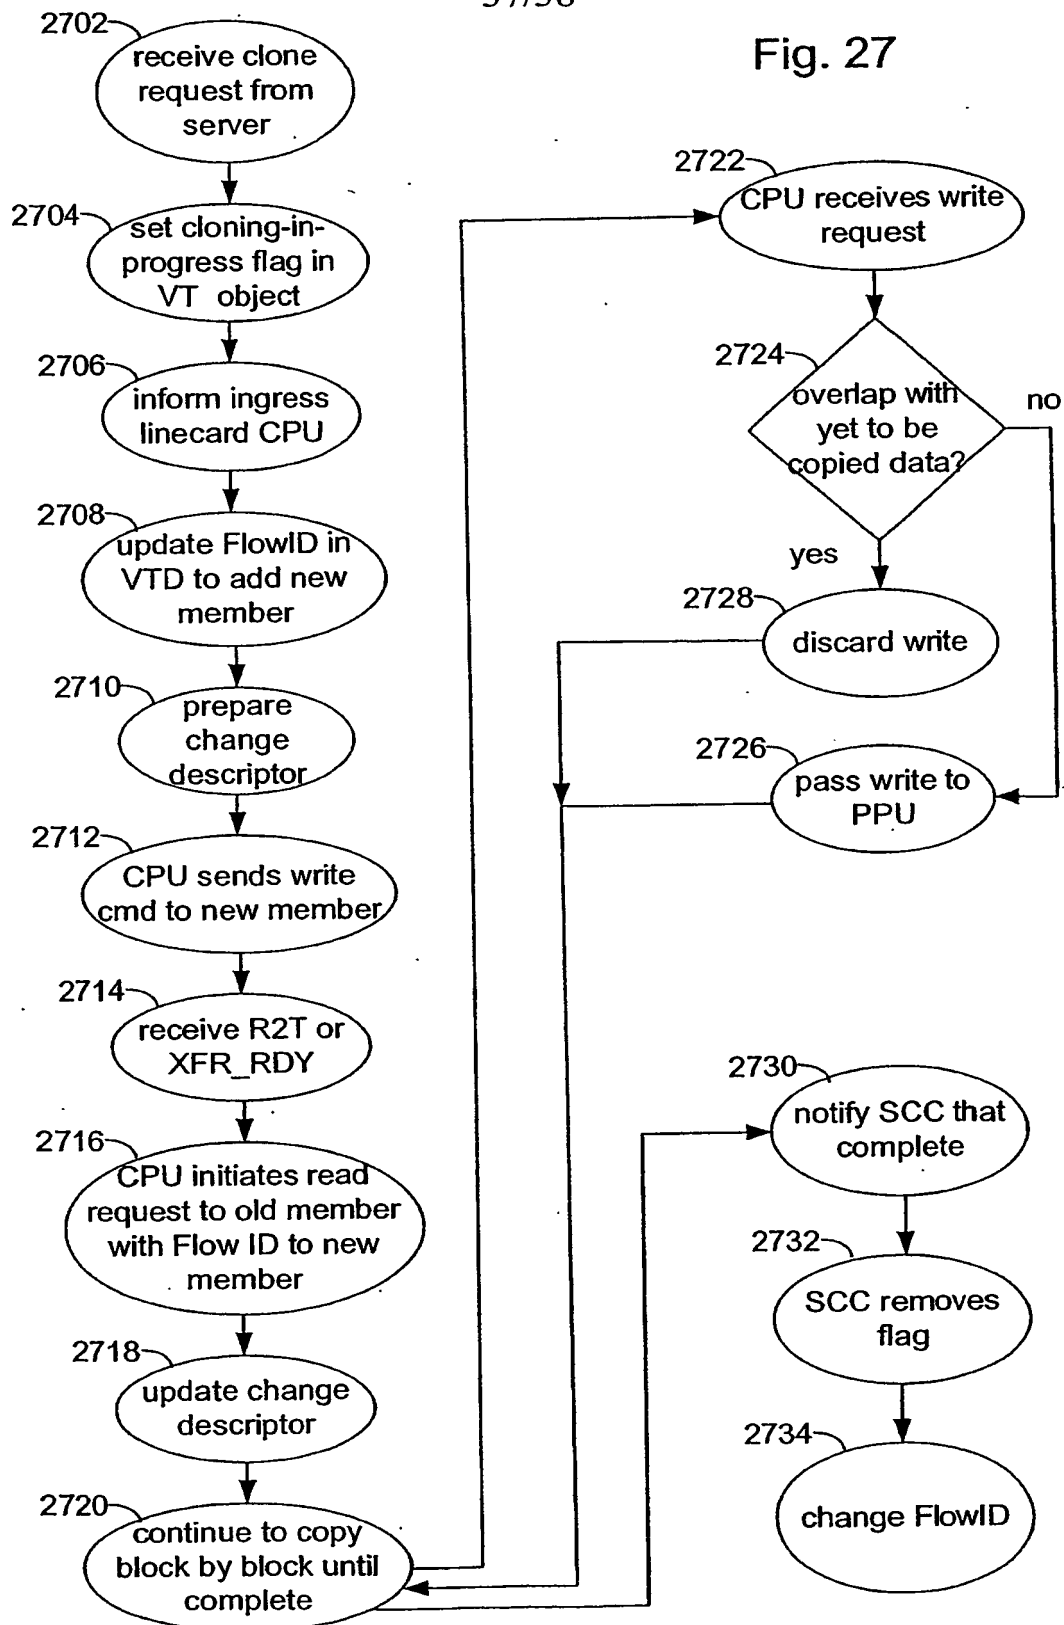 Fig. 27
2702
receive clone
request from
server
2704
set cloning-in-
progress flag in
VT_object
2706
inform ingress
linecard CPU
2708
update FlowID in
VTD to add new
member
2710
prepare
change
descriptor
2712
CPU sends write
cmd to new member
2714
receive R2T or
XFR_RDY
2716
CPU initiates read
request to old member
with Flow ID to new
member
2718
update change
descriptor
2720
continue to copy
block by block until
complete
2722
CPU receives write
request
2724
overlap with
yet to be
copied data?
no
yes
2728
discard write
2726
pass write to
PPU
2730
notify SCC that
complete
2732
SCC removes
flag
2734
change FlowID